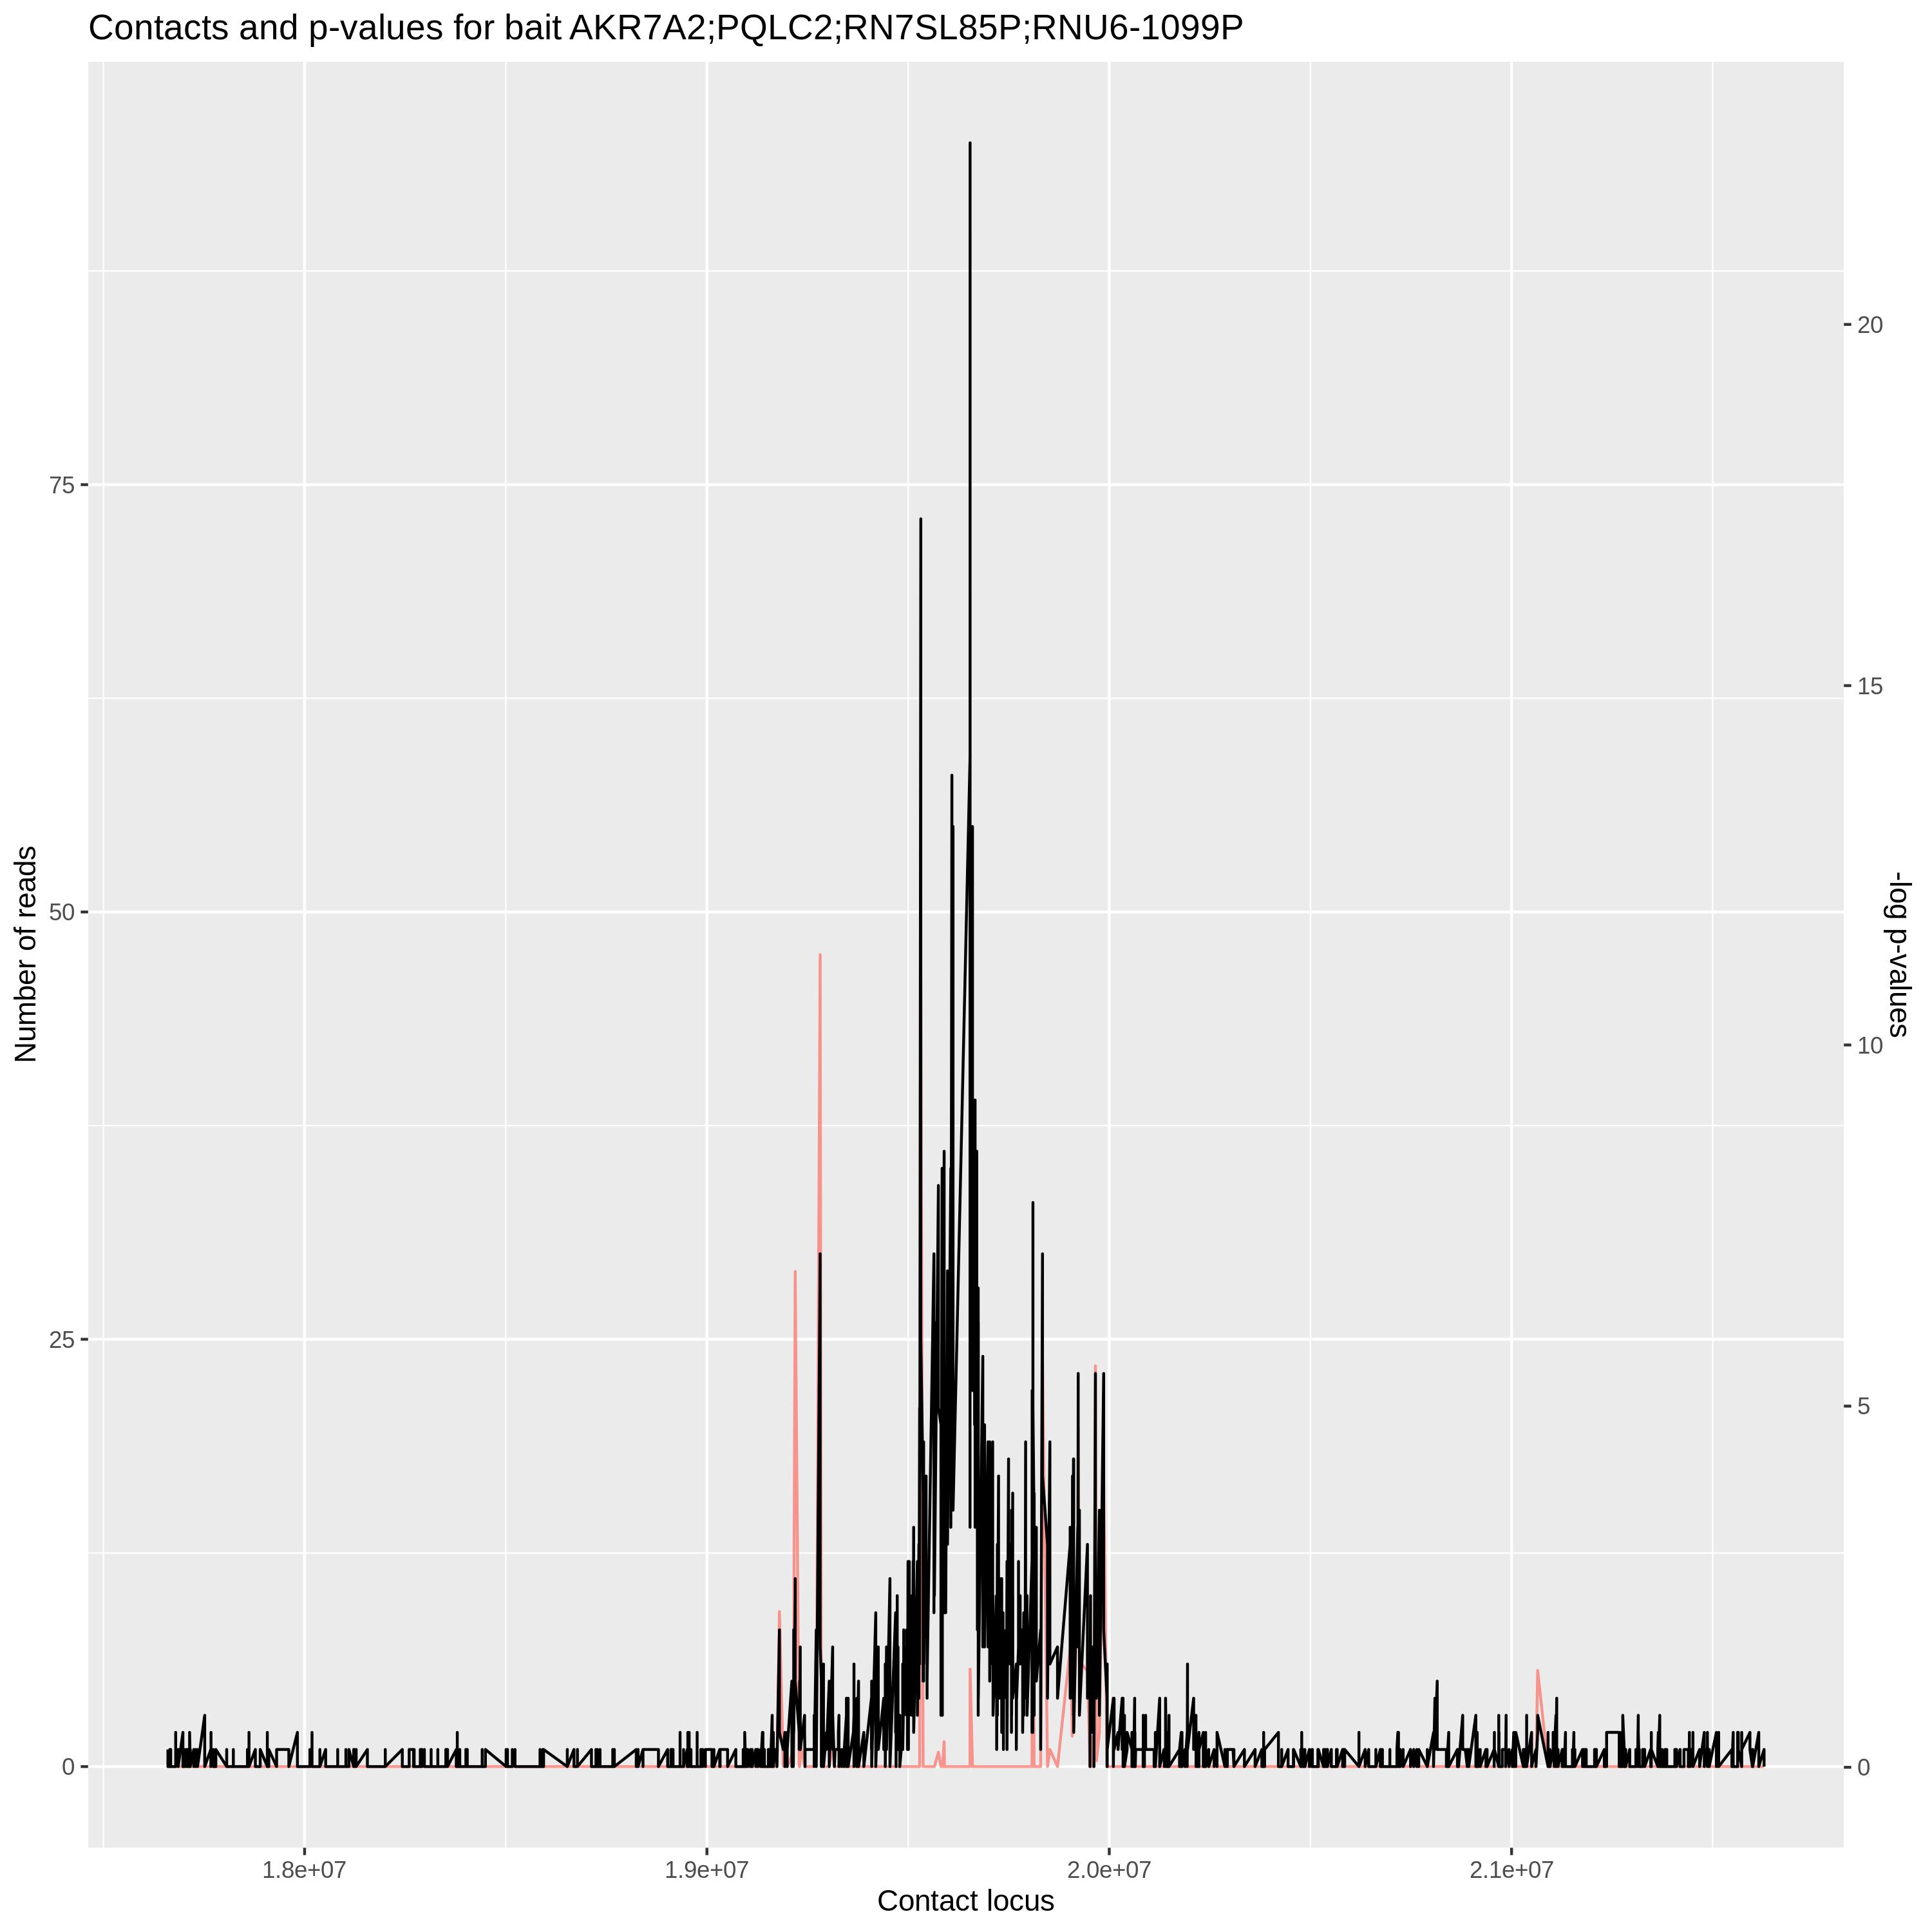 Contacts and p-values for bait AKR7A2;PQLC2;RN7SL85P;RNU6-1099P
75
50
25
0
Number of reads
20
15
10
5
0
-log p-values
1.8e+07
1.9e+07
2.0e+07
2.1e+07
Contact locus